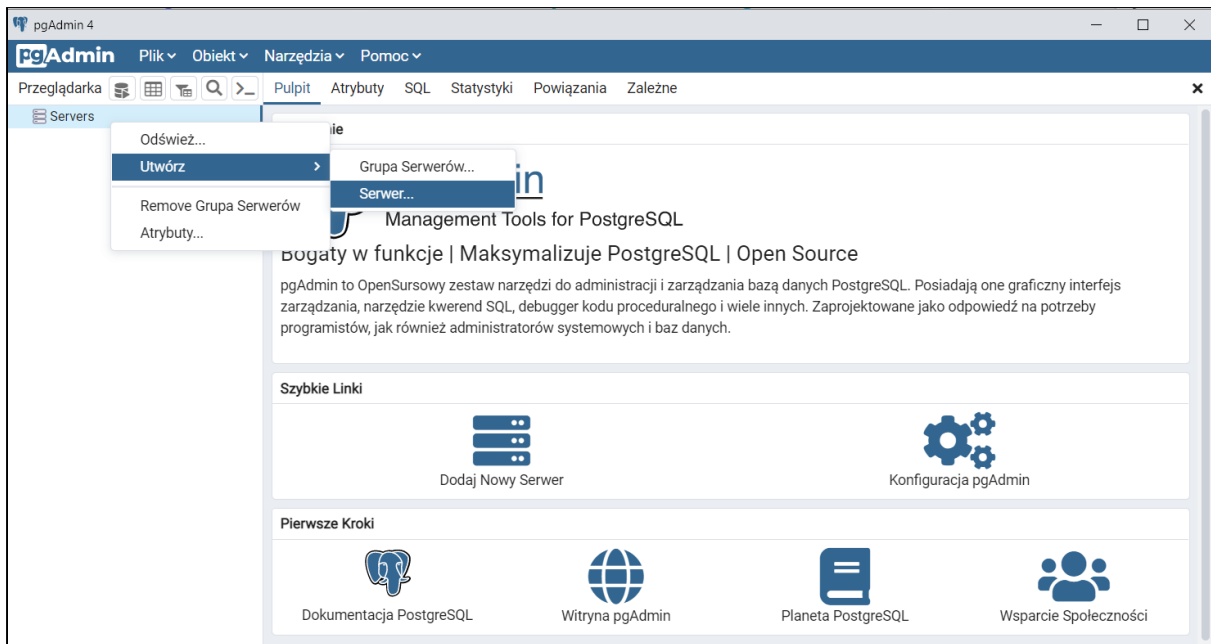 pgAdmin 4
pgAdmin Plik Obiekt Narzędzia Pomoc
Przeglądarka Pulpit Atrybuty SQL Statystyki Powiązania Zależne
Servers
Odśwież...
Utwórz
Remove Grupa Serwerów
Atrybuty...
Grupa Serwerów...
Serwer...
Management Tools for PostgreSQL
Bogaty w funkcje | Maksymalizuje PostgreSQL | Open Source
pgAdmin to OpenSursowy zestaw narzędzi do administracji i zarządzania bazą danych PostgreSQL. Posiadają one graficzny interfejs
zarządzania, narzędzie kwerend SQL, debugger kodu proceduralnego i wiele innych. Zaprojektowane jako odpowiedź na potrzeby
programistów, jak również administratorów systemowych i baz danych.
Szybkie Linki
Dodaj Nowy Serwer Konfiguracja pgAdmin
Pierwsze Kroki
Dokumentacja PostgreSQL Witryna pgAdmin Planeta PostgreSQL Wsparcie Społeczności